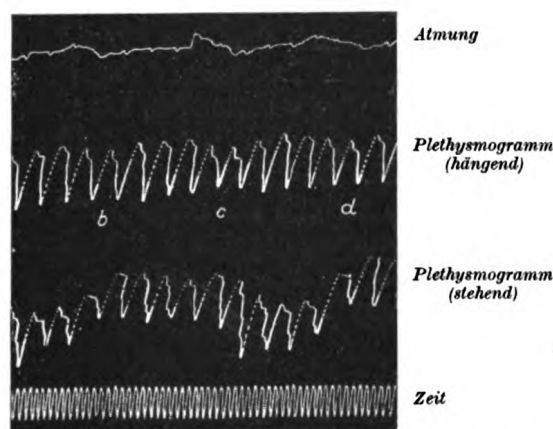 Atmung
Plethysmogramm
(hängend)
b c d
Plethysmogramm
(stehend)
Zeit